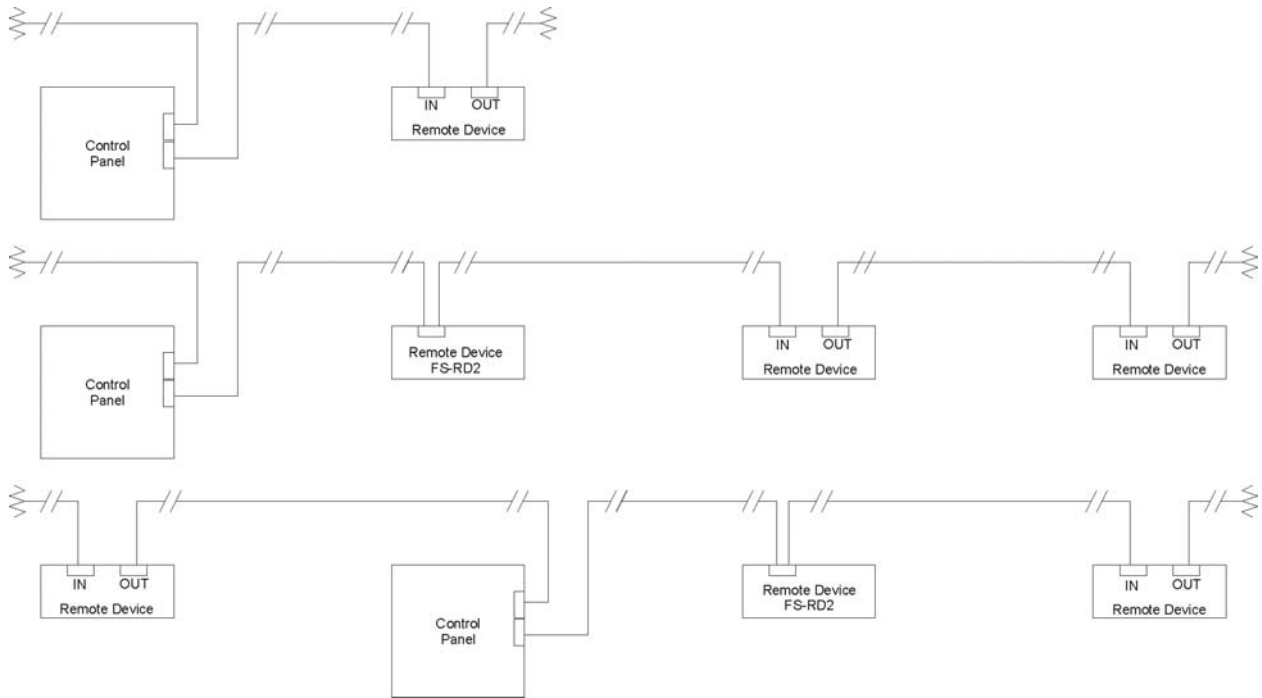 IN OUT
Remote Device
Control
Panel
Remote Device
FS-RD2
IN OUT
Remote Device
IN OUT
Remote Device
Control
Panel
IN OUT
Remote Device
Remote Device
FS-RD2
IN OUT
Remote Device
Control
Panel